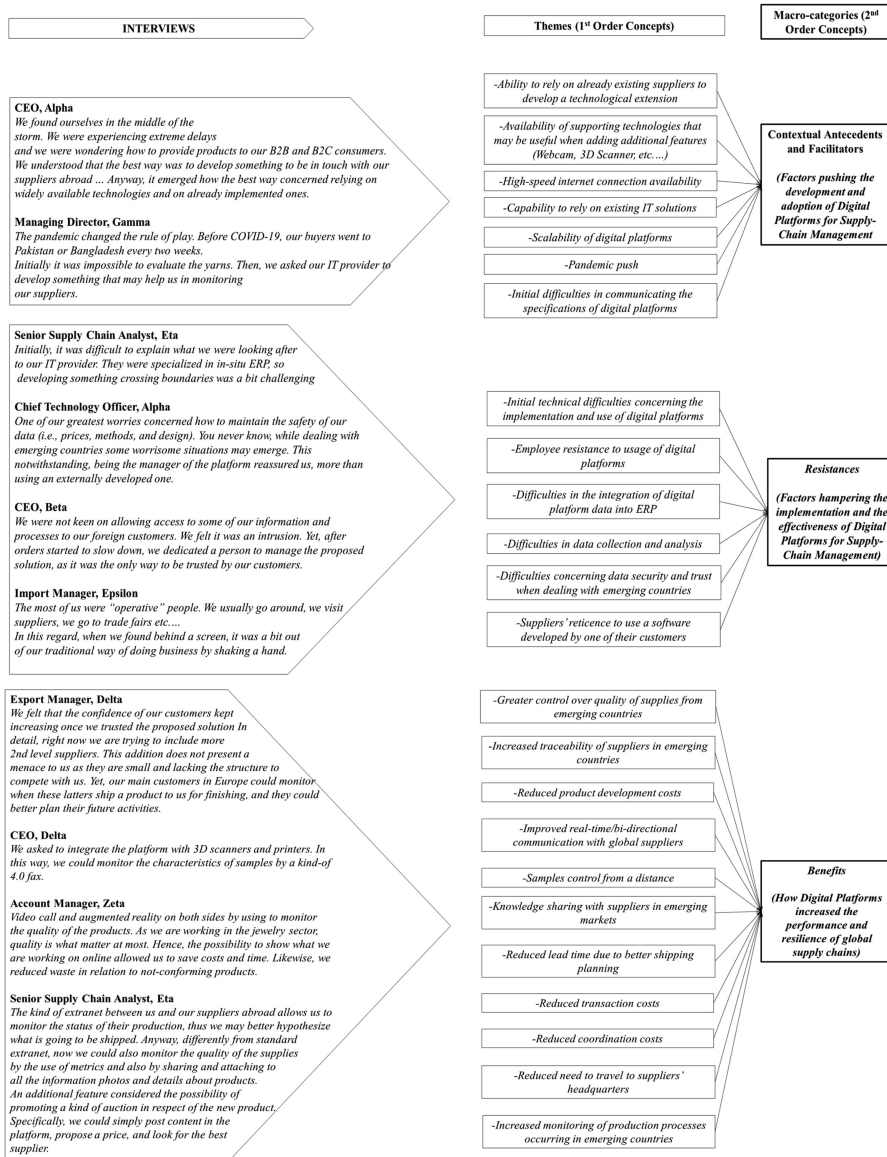 INTERVIEWS
Themes (1st Order Concepts)
Macro-categories (2nd
Order Concepts)
CEO, Alpha
We found ourselves in the middle of the
storm. We were experiencing extreme delays
and we were wondering how to provide products to our B2B and B2C consumers.
We understood that the best way was to develop something to be in touch with our
suppliers abroad ... Anyway, it emerged how the best way concerned relying on
widely available technologies and on already implemented ones.
Managing Director, Gamma
The pandemic changed the rule of play. Before COVID-19, our buyers went to
Pakistan or Bangladesh every two weeks.
Initially it was impossible to evaluate the yarns. Then, we asked our IT provider to
develop something that may help us in monitoring
our suppliers.
-Ability to rely on already existing suppliers to
develop a technological extension
-Availability of supporting technologies that
may be useful when adding additional features
(Webcam, 3D Scanner, etc....)
-High-speed internet connection availability
-Capability to rely on existing IT solutions
-Scalability of digital platforms
-Pandemic push
-Initial difficulties in communicating the
specifications of digital platforms
Contextual Antecedents
and Facilitators
(Factors pushing the
development and
adoption of Digital
Platforms for Supply-
Chain Management
Senior Supply Chain Analyst, Eta
Initially, it was difficult to explain what we were looking after
to our IT provider. They were specialized in in-situ ERP, so
developing something crossing boundaries was a bit challenging
Chief Technology Officer, Alpha
One of our greatest worries concerned how to maintain the safety of our
data (i.e., prices, methods, and design). You never know, while dealing with
emerging countries some worrisome situations may emerge. This
notwithstanding, being the manager of the platform reassured us, more than
using an externally developed one.
CEO, Beta
We were not keen on allowing access to some of our information and
processes to our foreign customers. We felt it was an intrusion. Yet, after
orders started to slow down, we dedicated a person to manage the proposed
solution, as it was the only way to be trusted by our customers.
Import Manager, Epsilon
The most of us were "operative" people. We usually go around, we visit
suppliers, we go to trade fairs etc....
In this regard, when we found behind a screen, it was a bit out
of our traditional way of doing business by shaking a hand.
-Initial technical difficulties concerning the
implementation and use of digital platforms
-Employee resistance to usage of digital
platforms
-Difficulties in the integration of digital
platform data into ERP
-Difficulties in data collection and analysis
-Difficulties concerning data security and trust
when dealing with emerging countries
-Suppliers' reticence to use a software
developed by one of their customers
Resistances
(Factors hampering the
implementation and the
effectiveness of Digital
Platforms for Supply-
Chain Management)
Export Manager, Delta
We felt that the confidence of our customers kept
increasing once we trusted the proposed solution In
detail, right now we are trying to include more
2nd level suppliers. This addition does not present a
menace to us as they are small and lacking the structure to
compete with us. Yet, our main customers in Europe could monitor
when these latters ship a product to us for finishing, and they could
better plan their future activities.
CEO, Delta
We asked to integrate the platform with 3D scanners and printers. In
this way, we could monitor the characteristics of samples by a kind-of
4.0 fax.
Account Manager, Zeta
Video call and augmented reality on both sides by using to monitor
the quality of the products. As we are working in the jewelry sector,
quality is what matter at most. Hence, the possibility to show what we
are working on online allowed us to save costs and time. Likewise, we
reduced waste in relation to not-conforming products.
Senior Supply Chain Analyst, Eta
The kind of extranet between us and our suppliers abroad allows us to
monitor the status of their production, thus we may better hypothesize
what is going to be shipped. Anyway, differently from standard
extranet, now we could also monitor the quality of the supplies
by the use of metrics and also by sharing and attaching to
all the information photos and details about products.
An additional feature considered the possibility of
promoting a kind of auction in respect of the new product.
Specifically, we could simply post content in the
platform, propose a price, and look for the best
supplier.
-Greater control over quality of supplies from
emerging countries
-Increased traceability of suppliers in emerging
countries
-Reduced product development costs
-Improved real-time/bi-directional
communication with global suppliers
-Samples control from a distance
-Knowledge sharing with suppliers in emerging
markets
-Reduced lead time due to better shipping
planning
-Reduced transaction costs
-Reduced coordination costs
-Reduced need to travel to suppliers'
headquarters
-Increased monitoring of production processes
occurring in emerging countries
Benefits
(How Digital Platforms
increased the
performance and
resilience of global
supply chains)